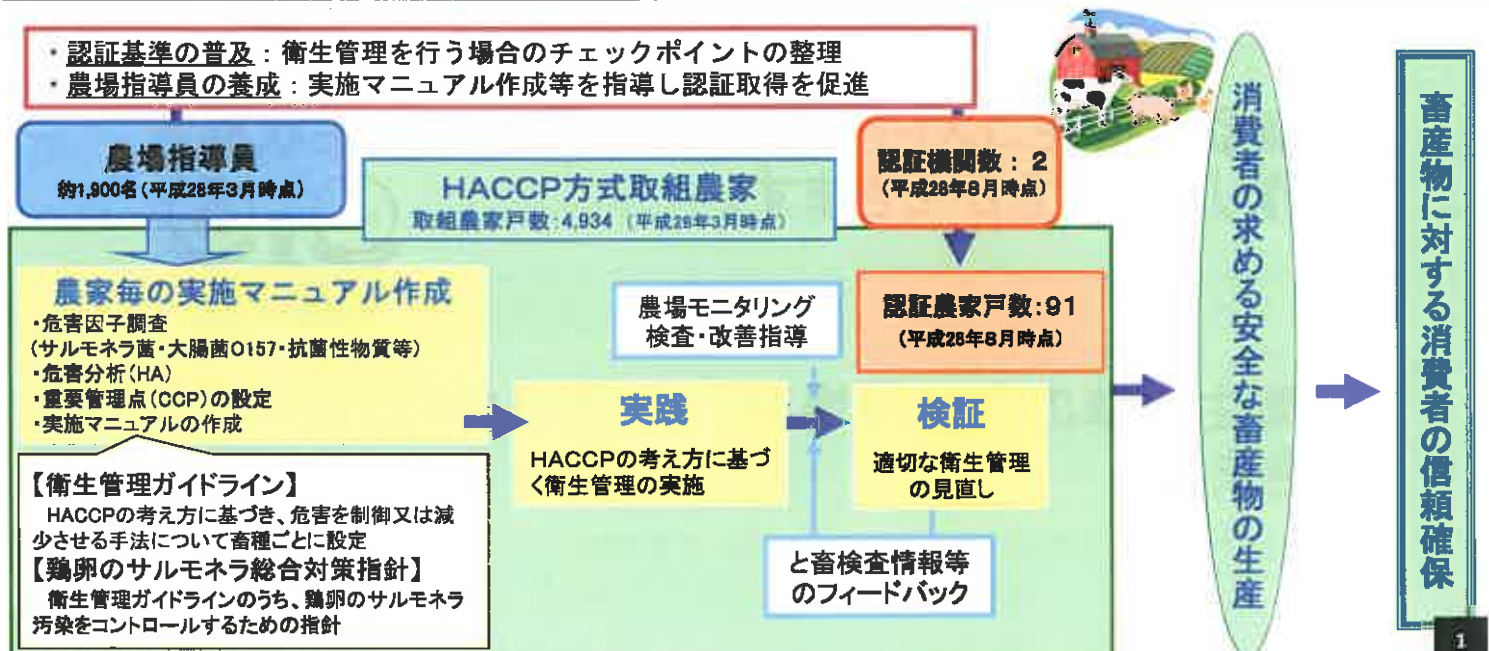 ・認証基準の普及：衛生管理を行う場合のチェックポイントの整理
・農場指導員の養成：実施マニュアル作成等を指導し認証取得を促進
農場指導員
約1,900名(平成28年3月時点)
HACCP方式取組農家
取組農家戸数:4,934 (平成28年3月時点)
認証機関数：2
(平成28年8月時点)
農家毎の実施マニュアル作成
・危害因子調査
(サルモネラ菌・大腸菌O157・抗菌性物質等)
・危害分析(HA)
・重要管理点(CCP)の設定
・実施マニュアルの作成
【衛生管理ガイドライン】
HACCPの考え方に基づき、危害を制御又は減
少させる手法について畜種ごとに設定
【鶏卵のサルモネラ総合対策指針】
衛生管理ガイドラインのうち、鶏卵のサルモネラ
汚染をコントロールするための指針
実践
HACCPの考え方に基づ
く衛生管理の実施
農場モニタリング
検査・改善指導
認証農家戸数:91
(平成28年8月時点)
検証
適切な衛生管理
の見直し
と畜検査情報等
のフィードバック
消費者の求める安全な畜産物の生産
畜産物に対する消費者の信頼確保
1